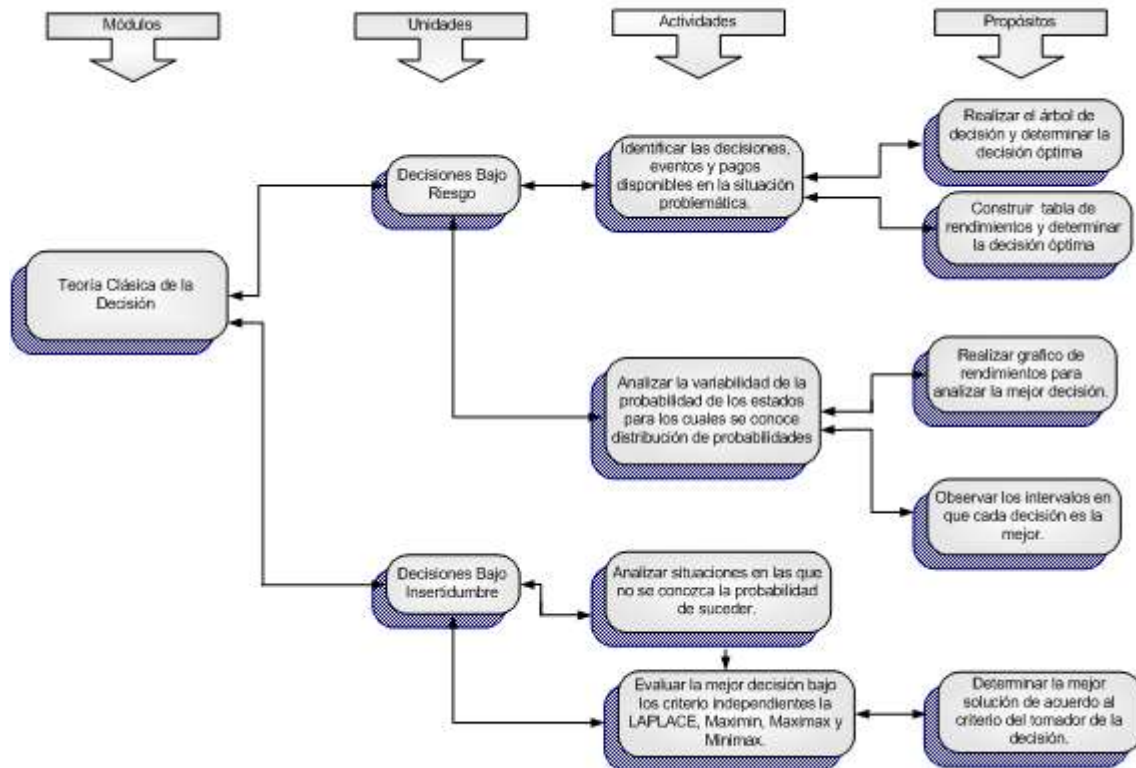 Módulos
Unidades
Actividades
Propósitos
Teoría Clásica de la
Decisión
Decisiones Bajo
Riesgo
Identificar las decisiones,
eventos y pagos
disponibles en la situación
problemática.
Realizar el árbol de
decisión y determinar la
decisión óptima
Construir tabla de
rendimientos y determinar
la decisión óptima
Analizar la variabilidad de la
probabilidad de los estados
para los cuales se conoce
distribución de probabilidades
Realizar grafico de
rendimientos para
analizar la mejor decisión.
Observar los intervalos en
que cada decisión es la
mejor.
Decisiones Bajo
Insertidumbre
Analizar situaciones en las que
no se conozca la probabilidad
de suceder.
Evaluar la mejor decisión bajo
los criterio independientes la
LAPLACE, Maximin, Maximax y
Minimax.
Determinar la mejor
solución de acuerdo al
criterio del tomador de la
decisión.